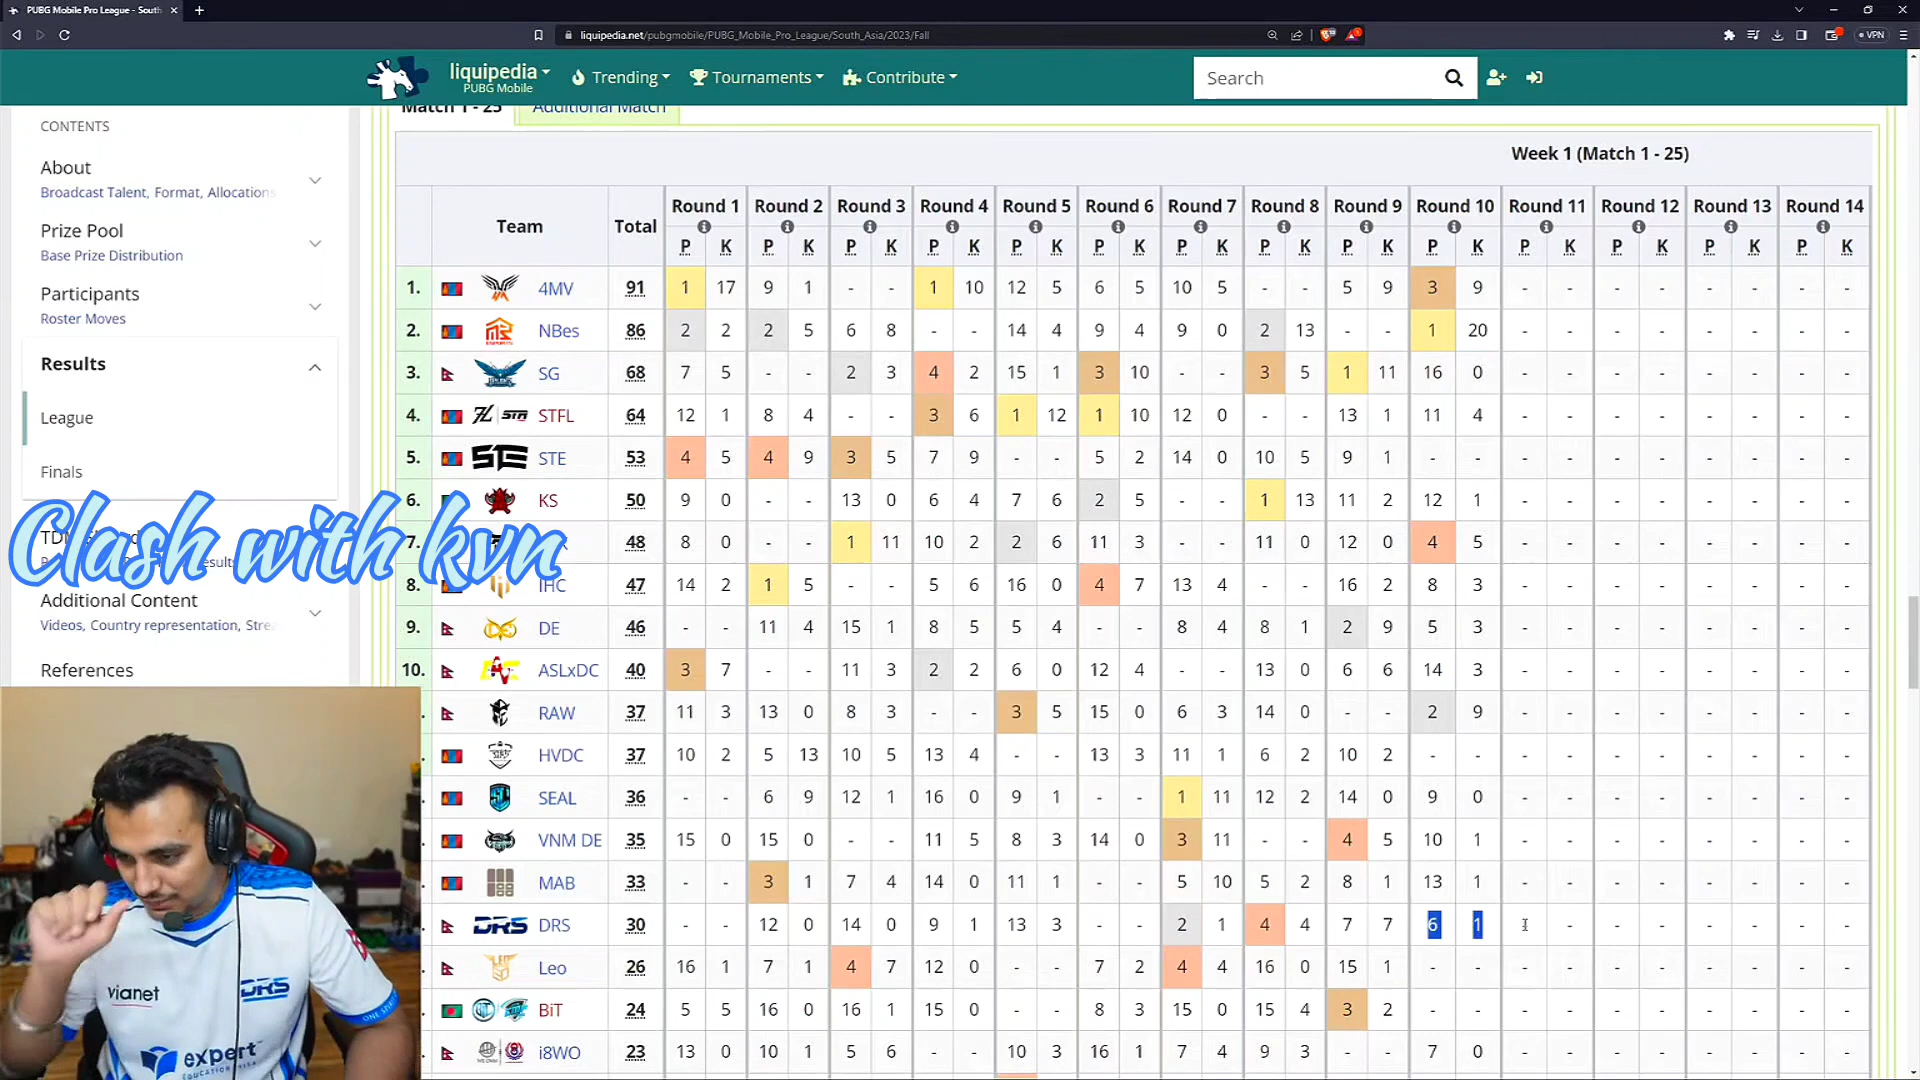 PUBG Mobile Pro League - South
liquipedia.net/pubgmobile/PUBG_Mobile_Pro_League/South_Asia/2023/Fall
VPN
liquipedia
PUBG Mobile
Trending
Tournaments
Contribute
Search
Match 1 - 25
Additional Match
CONTENTS
About
Broadcast Talent, Format, Allocations
Prize Pool
Base Prize Distribution
Participants
Roster Moves
Results
League
Finals
Additional Content
Videos, Country representation, Stre
References
Clash with kvn
Week 1 (Match 1 - 25)
Team Total Round 1 Round 2 Round 3 Round 4 Round 5 Round 6 Round 7 Round 8 Round 9 Round 10 Round 11 Round 12 Round 13 Round 14
P K P K P K P K P K P K P K P K P K P K P K P K P K P K
1. 4MV 91 1 17 9 1 - - 1 10 12 5 6 5 10 5 - - 5 9 3 9 - - - - - - - -
2. NBes 86 2 2 2 5 6 8 - - 14 4 9 4 9 0 2 13 - - 1 20 - - - - - - - -
3. SG 68 7 5 - - 2 3 4 2 15 1 3 10 - - 3 5 1 11 16 0 - - - - - - - -
4. STFL 64 12 1 8 4 - - 3 6 1 12 1 10 12 0 - - 13 1 11 4 - - - - - - - -
5. STE 53 4 5 4 9 3 5 7 9 - - 5 2 14 0 10 5 9 1 - - - - - - - - - -
6. KS 50 9 0 - - 13 0 6 4 7 6 2 5 - - 1 13 11 2 12 1 - - - - - - - -
7. 48 8 0 - - 1 11 10 2 2 6 11 3 - - 11 0 12 0 4 5 - - - - - - - -
8. IHC 47 14 2 1 5 - - 5 6 16 0 4 7 13 4 - - 16 2 8 3 - - - - - - - -
9. DE 46 - - 11 4 15 1 8 5 5 4 - - 8 4 8 1 2 9 5 3 - - - - - - - -
10. ASLxDC 40 3 7 - - 11 3 2 2 6 0 12 4 - - 13 0 6 6 14 3 - - - - - - - -
RAW 37 11 3 13 0 8 3 - - 3 5 15 0 6 3 14 0 - - 2 9 - - - - - - - -
HVDC 37 10 2 5 13 10 5 13 4 - - 13 3 11 1 6 2 10 2 - - - - - - - - - -
SEAL 36 - - 6 9 12 1 16 0 9 1 - - 1 11 12 2 14 0 9 0 - - - - - - - -
VNM DE 35 15 0 15 0 - - 11 5 8 3 14 0 3 11 - - 4 5 10 1 - - - - - - - -
MAB 33 - - 3 1 7 4 14 0 11 1 - - 5 10 5 2 8 1 13 1 - - - - - - - -
DRS DRS 30 - - 12 0 14 0 9 1 13 3 - - 2 1 4 4 7 7 6 1 - - - - - - - -
Leo 26 16 1 7 1 4 7 12 0 - - 7 2 4 4 16 0 15 1 - - - - - - - - - -
BiT 24 5 5 16 0 16 1 15 0 - - 8 3 15 0 15 4 3 2 - - - - - - - - - -
i8WO 23 13 0 10 1 5 6 - - 10 3 16 1 7 4 9 3 - - 7 0 - - - - - - - -
vianet
DRS
expert
EDUCATION